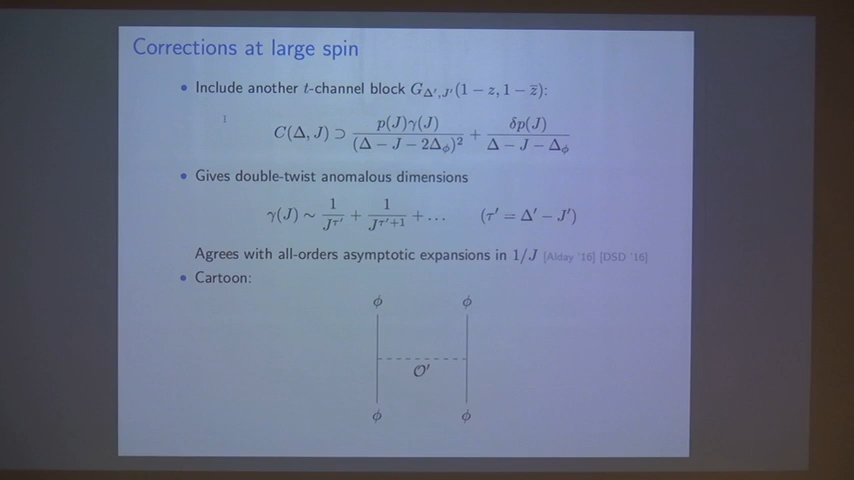 Corrections at large spin
• Include another t-channel block G_{Δ′,J′}(1 − z, 1 − z̄):
C(Δ, J) ⊃ p(J)γ(J) / (Δ − J − 2Δ_ϕ)² + δp(J) / (Δ − J − Δ_ϕ)
• Gives double-twist anomalous dimensions
γ(J) ∼ 1/J^{τ′} + 1/J^{τ′+1} + . . . (τ′ = Δ′ − J′)
Agrees with all-orders asymptotic expansions in 1/J [Alday '16] [DSD '16]
• Cartoon:
ϕ ϕ
𝒪′
ϕ ϕ